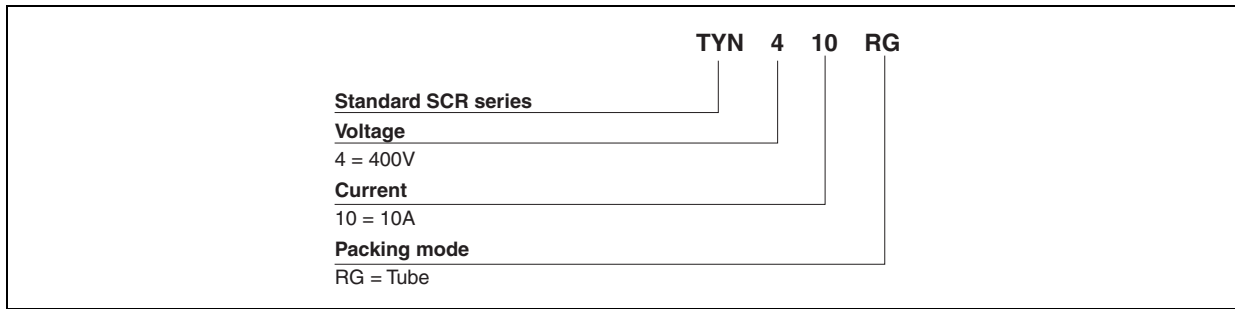 TYN 4 10 RG
Standard SCR series
Voltage
4 = 400V
Current
10 = 10A
Packing mode
RG = Tube